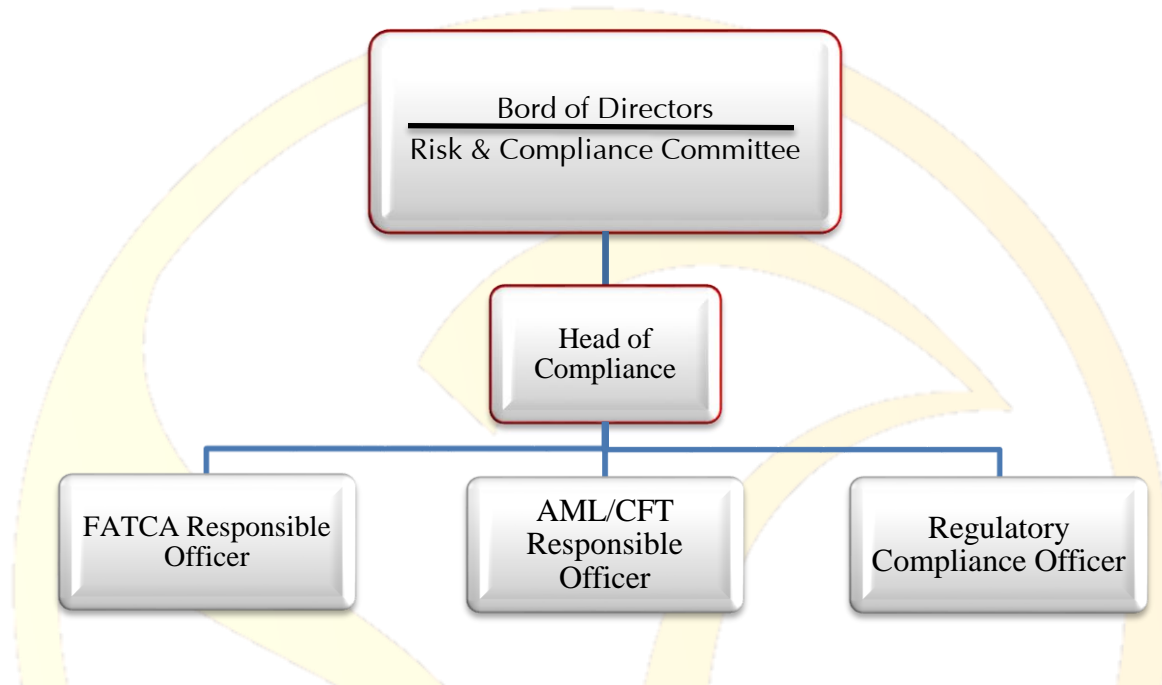 Bord of Directors
Risk & Compliance Committee
Head of
Compliance
FATCA Responsible
Officer
AML/CFT
Responsible
Officer
Regulatory
Compliance Officer